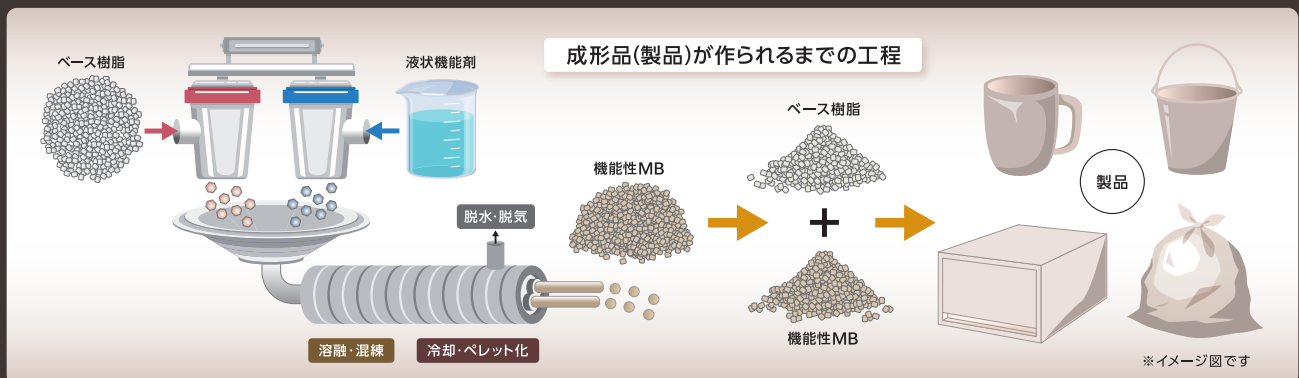 成形品(製品)が作られるまでの工程
ベース樹脂
液状機能剤
脱水・脱気
溶融・混練
冷却・ペレット化
機能性MB
ベース樹脂
+
機能性MB
製品
※イメージ図です